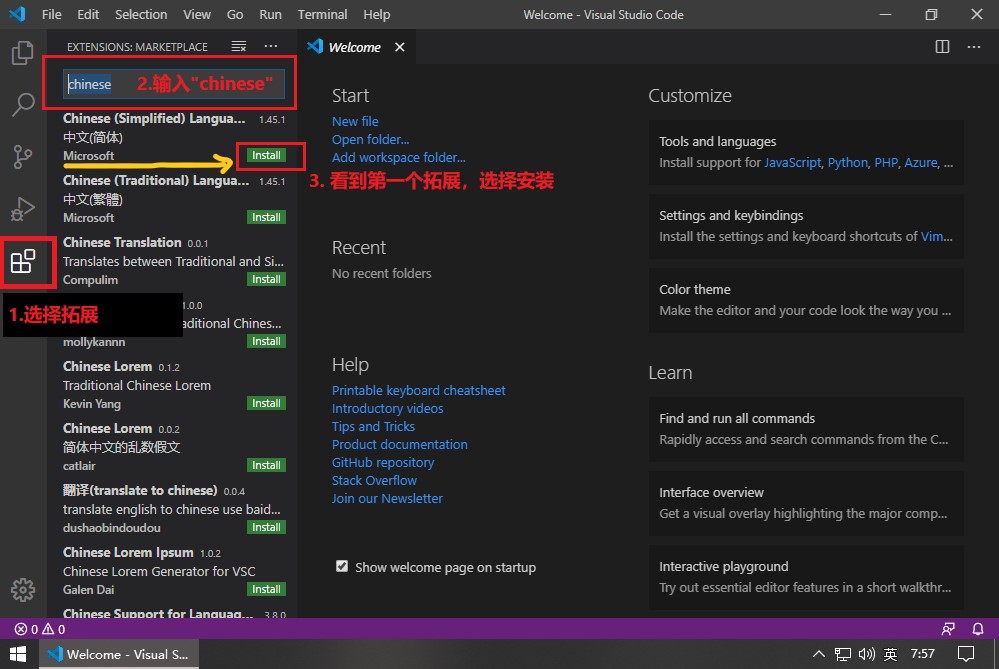 File Edit Selection View Go Run Terminal Help
Welcome - Visual Studio Code
EXTENSIONS: MARKETPLACE
chinese
2.输入"chinese"
Chinese (Simplified) Langua... 1.45.1
中文(简体)
Microsoft Install
Chinese (Traditional) Langua... 1.45.1
中文(繁體)
Microsoft Install
Chinese Translation 0.0.1
Translates between Traditional and Si...
Compulim Install
1.选择拓展
1.0.0
aditional Chines...
mollykannn Install
Chinese Lorem 0.1.2
Traditional Chinese Lorem
Kevin Yang Install
Chinese Lorem 0.0.2
简体中文的乱数假文
catlair Install
翻译(translate to chinese) 0.0.4
translate english to chinese use baid...
dushaobindoudou Install
Chinese Lorem Ipsum 1.0.2
Chinese Lorem Generator for VSC
Galen Dai Install
Chinese Support for Languag... 3.8.0
Welcome
3. 看到第一个拓展，选择安装
Start
New file
Open folder...
Add workspace folder...
Recent
No recent folders
Help
Printable keyboard cheatsheet
Introductory videos
Tips and Tricks
Product documentation
GitHub repository
Stack Overflow
Join our Newsletter
Show welcome page on startup
Customize
Tools and languages
Install support for JavaScript, Python, PHP, Azure, ...
Settings and keybindings
Install the settings and keyboard shortcuts of Vim...
Color theme
Make the editor and your code look the way you ...
Learn
Find and run all commands
Rapidly access and search commands from the C...
Interface overview
Get a visual overlay highlighting the major comp...
Interactive playground
Try out essential editor features in a short walkthr...
0 0
Welcome - Visual S...
英 7:57